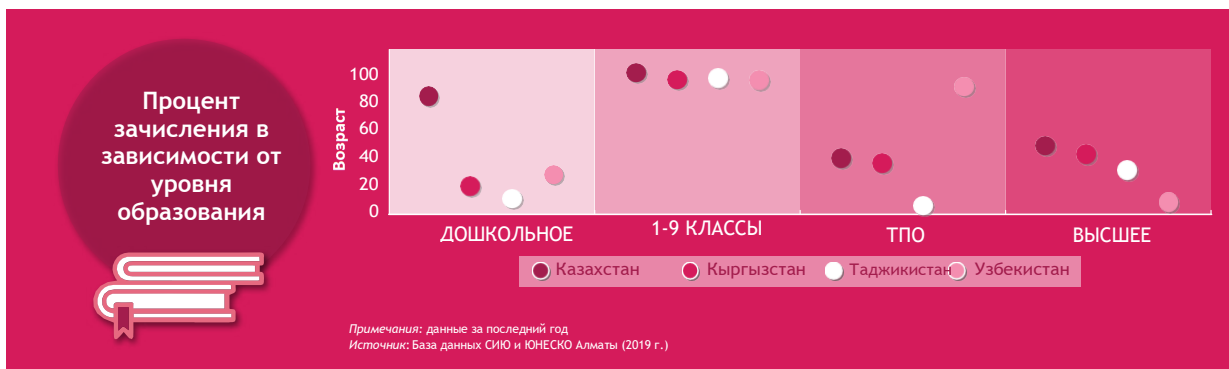 Процент
зачисления в
зависимости от
уровня
образования
Возраст
100
80
60
40
20
0
ДОШКОЛЬНОЕ
1-9 КЛАССЫ
ТПО
ВЫСШЕЕ
Казахстан
Кыргызстан
Таджикистан
Узбекистан
Примечания: данные за последний год
Источник: База данных СИЮ и ЮНЕСКО Алматы (2019 г.)